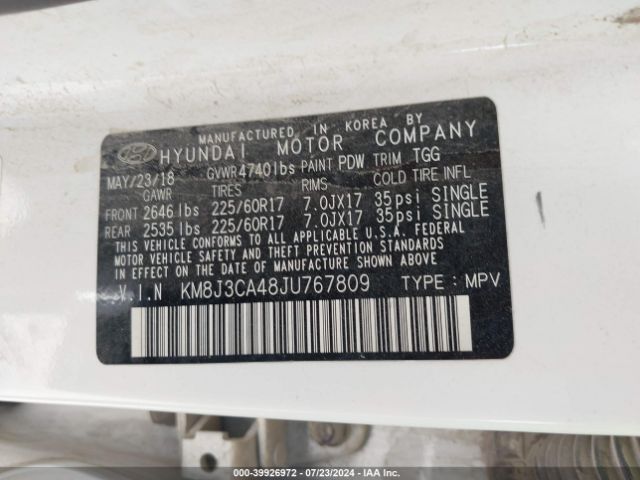 MANUFACTURED IN KOREA BY
HYUNDAI MOTOR COMPANY
MAY/23/18 GVWR4740lbs PAINT PDW TRIM TGG
GAWR TIRES RIMS COLD TIRE INFL
FRONT 2646 lbs 225/60R17 7.0JX17 35psi SINGLE
REAR 2535 lbs 225/60R17 7.0JX17 35psi SINGLE
THIS VEHICLE CONFORMS TO ALL APPLICABLE U.S.A. FEDERAL
MOTOR VEHICLE SAFETY AND THEFT PREVENTION STANDARDS
IN EFFECT ON THE DATE OF MANUFACTURE SHOWN ABOVE.
V.I.N KM8J3CA48JU767809 TYPE : MPV
000-39926972 | 07/23/2024 | IAA Inc.